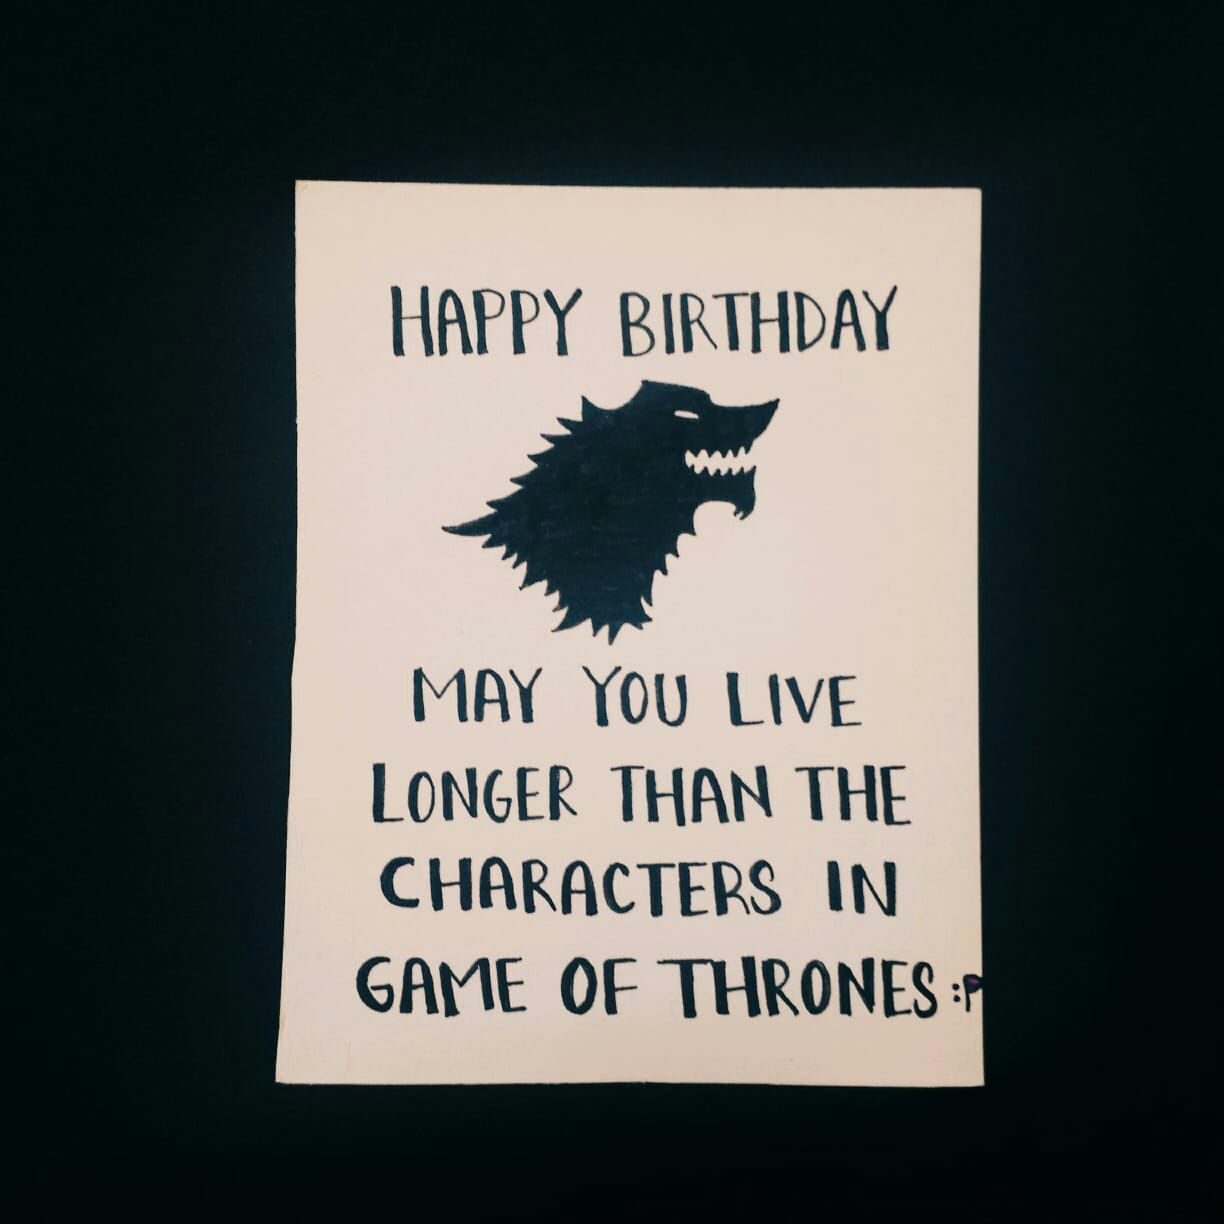 HAPPY BIRTHDAY
MAY YOU LIVE
LONGER THAN THE
CHARACTERS IN
GAME OF THRONES :P